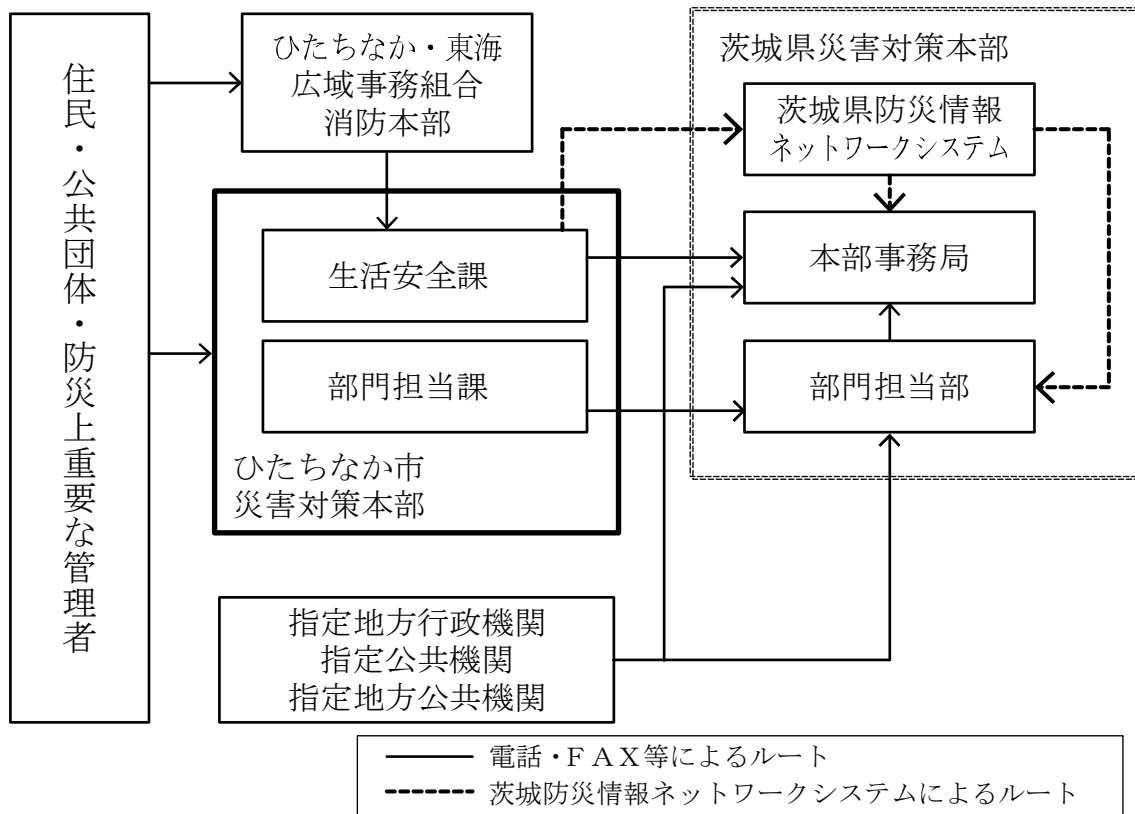 住民・公共団体・防災上重要な管理者
ひたちなか・東海
広域事務組合
消防本部
生活安全課
部門担当課
ひたちなか市
災害対策本部
指定地方行政機関
指定公共機関
指定地方公共機関
茨城県災害対策本部
茨城県防災情報
ネットワークシステム
本部事務局
部門担当部
電話・ＦＡＸ等によるルート
茨城防災情報ネットワークシステムによるルート